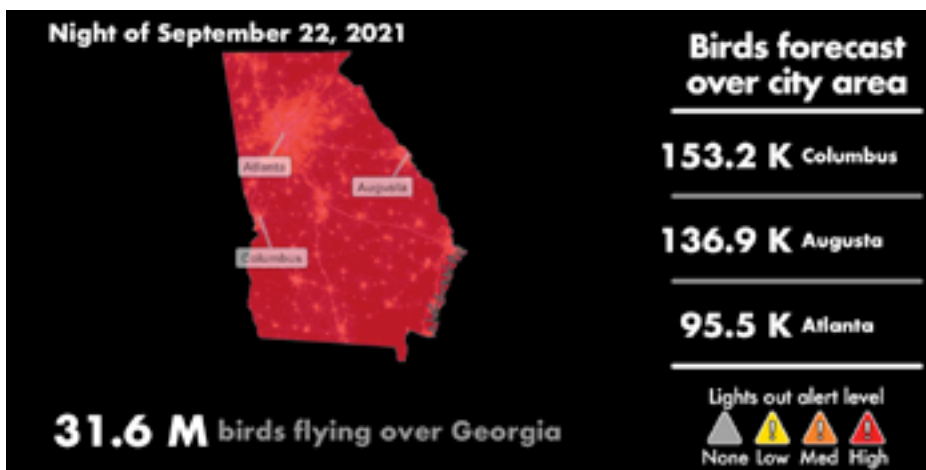 Night of September 22, 2021
Atlanta
Augusta
Columbus
31.6 M birds flying over Georgia
Birds forecast
over city area
153.2 K Columbus
136.9 K Augusta
95.5 K Atlanta
Lights out alert level
None Low Med High